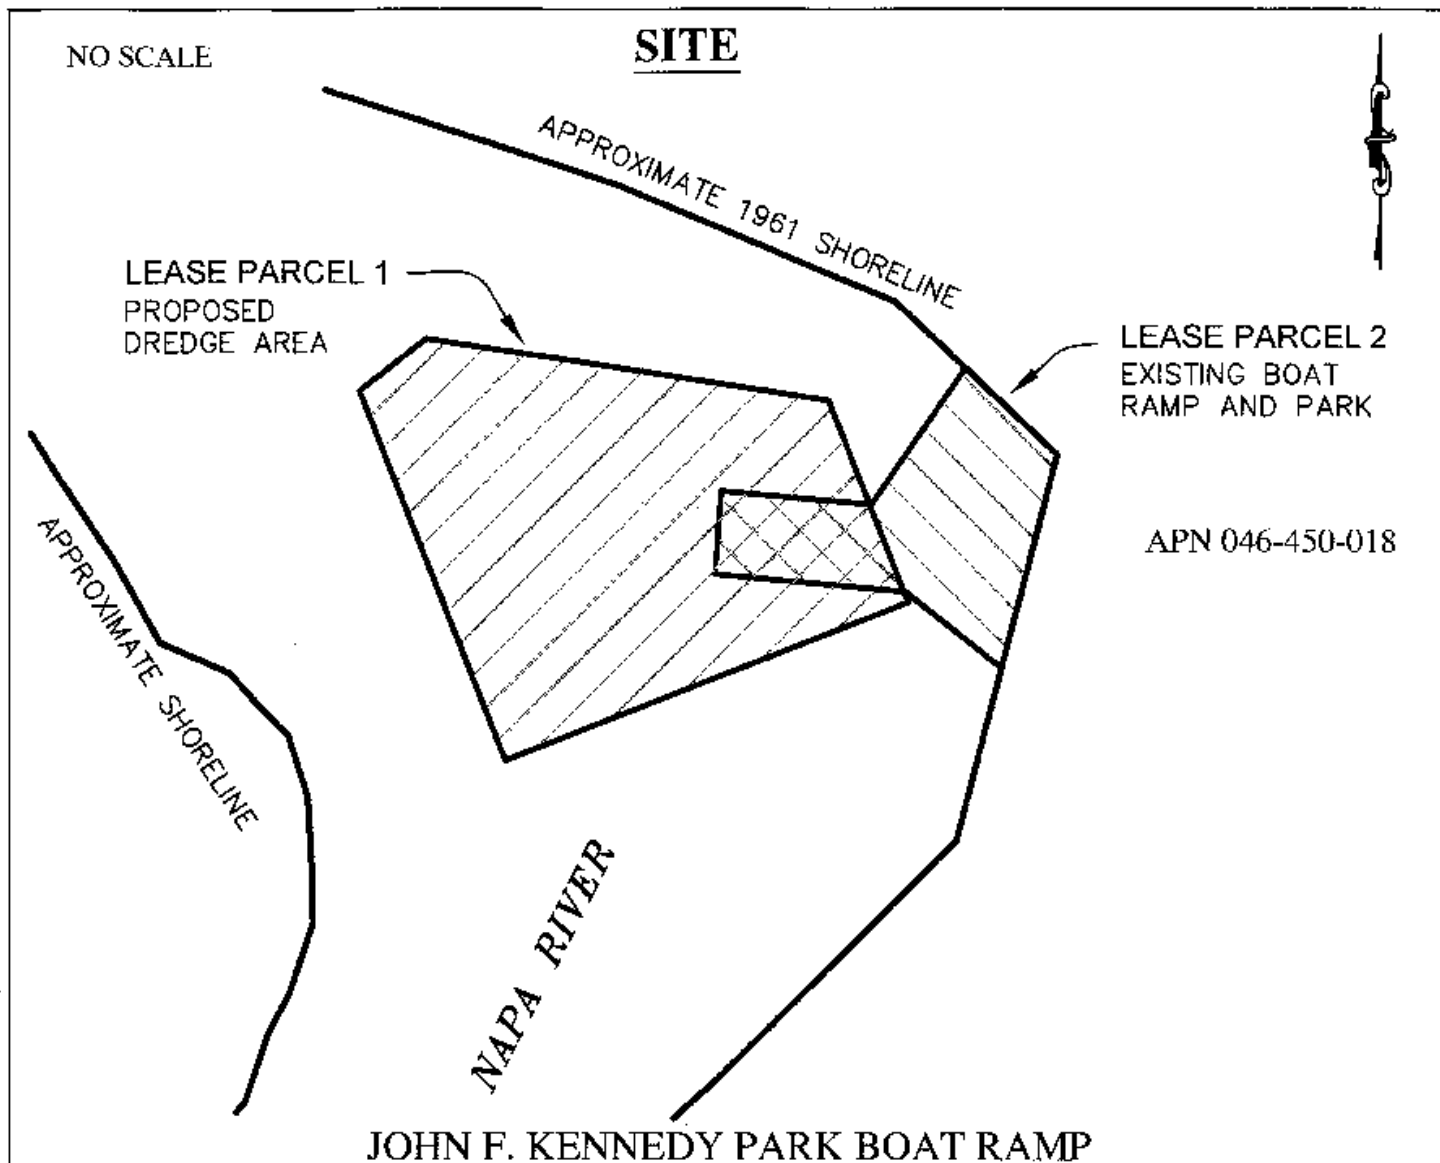 NO SCALE
SITE
APPROXIMATE 1961 SHORELINE
LEASE PARCEL 1
PROPOSED
DREDGE AREA
LEASE PARCEL 2
EXISTING BOAT
RAMP AND PARK
APN 046-450-018
APPROXIMATE SHORELINE
NAPA RIVER
JOHN F. KENNEDY PARK BOAT RAMP